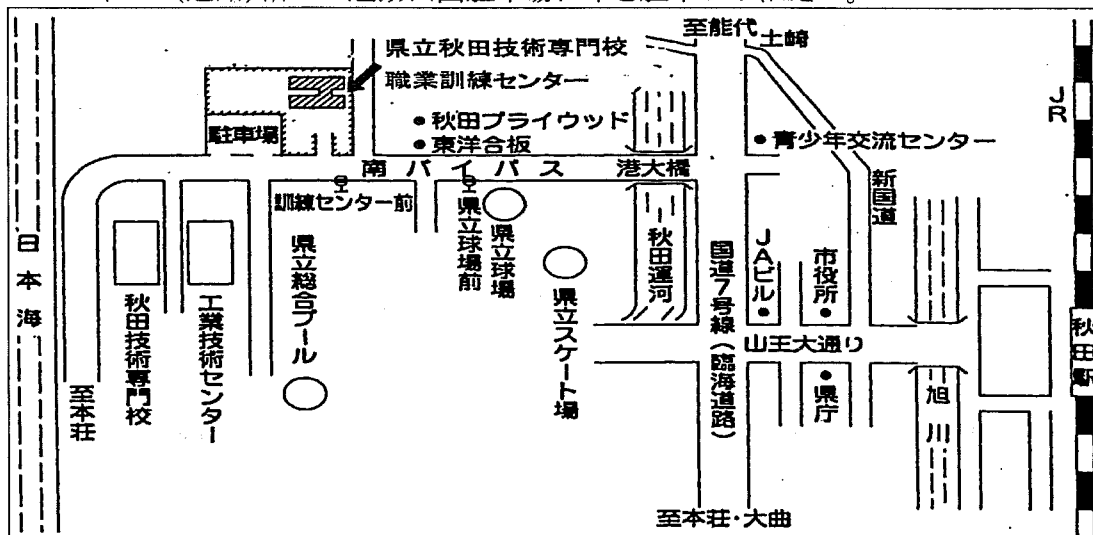 至能代
土崎
県立秋田技術専門校
職業訓練センター
JR
駐車場
秋田プライウッド
東洋合板
青少年交流センター
南バイパス
港大橋
新国道
訓練センター前
県立球場前
県立球場
秋田運河
国道7号線(臨海道路)
JAビル
市役所
日本海
秋田技術専門校
工業技術センター
県立総合プール
県立スケート場
山王大通り
秋田駅
県庁
旭川
至本荘
至本荘・大曲